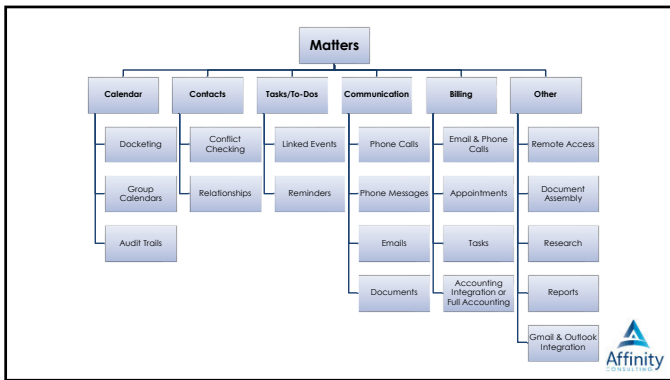 Matters
Calendar
Contacts
Tasks/To-Dos
Communication
Billing
Other
Docketing
Group
Calendars
Audit Trails
Conflict
Checking
Relationships
Linked Events
Reminders
Phone Calls
Phone Messages
Emails
Documents
Email & Phone
Calls
Appointments
Tasks
Accounting
Integration or
Full Accounting
Remote Access
Document
Assembly
Research
Reports
Gmail & Outlook
Integration
Affinity
CONSULTING